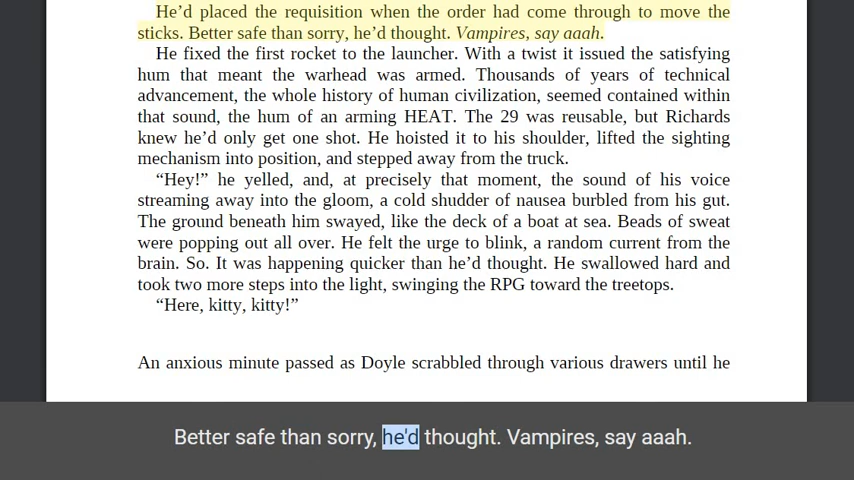 He’d placed the requisition when the order had come through to move the
sticks. Better safe than sorry, he’d thought. Vampires, say aaah.
He fixed the first rocket to the launcher. With a twist it issued the satisfying
hum that meant the warhead was armed. Thousands of years of technical
advancement, the whole history of human civilization, seemed contained within
that sound, the hum of an arming HEAT. The 29 was reusable, but Richards
knew he’d only get one shot. He hoisted it to his shoulder, lifted the sighting
mechanism into position, and stepped away from the truck.
“Hey!” he yelled, and, at precisely that moment, the sound of his voice
streaming away into the gloom, a cold shudder of nausea burbled from his gut.
The ground beneath him swayed, like the deck of a boat at sea. Beads of sweat
were popping out all over. He felt the urge to blink, a random current from the
brain. So. It was happening quicker than he’d thought. He swallowed hard and
took two more steps into the light, swinging the RPG toward the treetops.
“Here, kitty, kitty!”
An anxious minute passed as Doyle scrabbled through various drawers until he
Better safe than sorry, he'd thought. Vampires, say aaah.